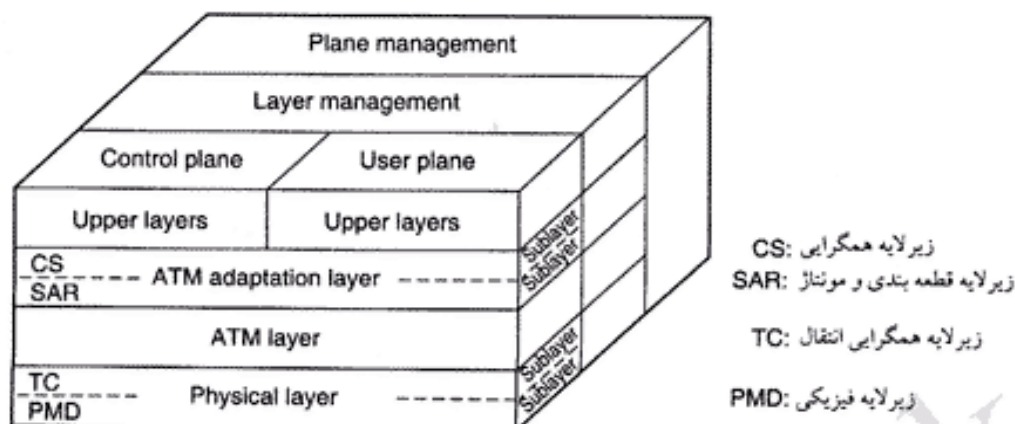 Plane management
Layer management
Control plane
User plane
Upper layers
Upper layers
Sublayer
Sublayer
CS
ATM adaptation layer
SAR
ATM layer
Sublayer
Sublayer
TC
Physical layer
PMD
CS: زیرلایه همگرایی
SAR: زیرلایه قطعه بندی و مونتاژ
TC: زیرلایه همگرایی انتقال
PMD: زیرلایه فیزیکی